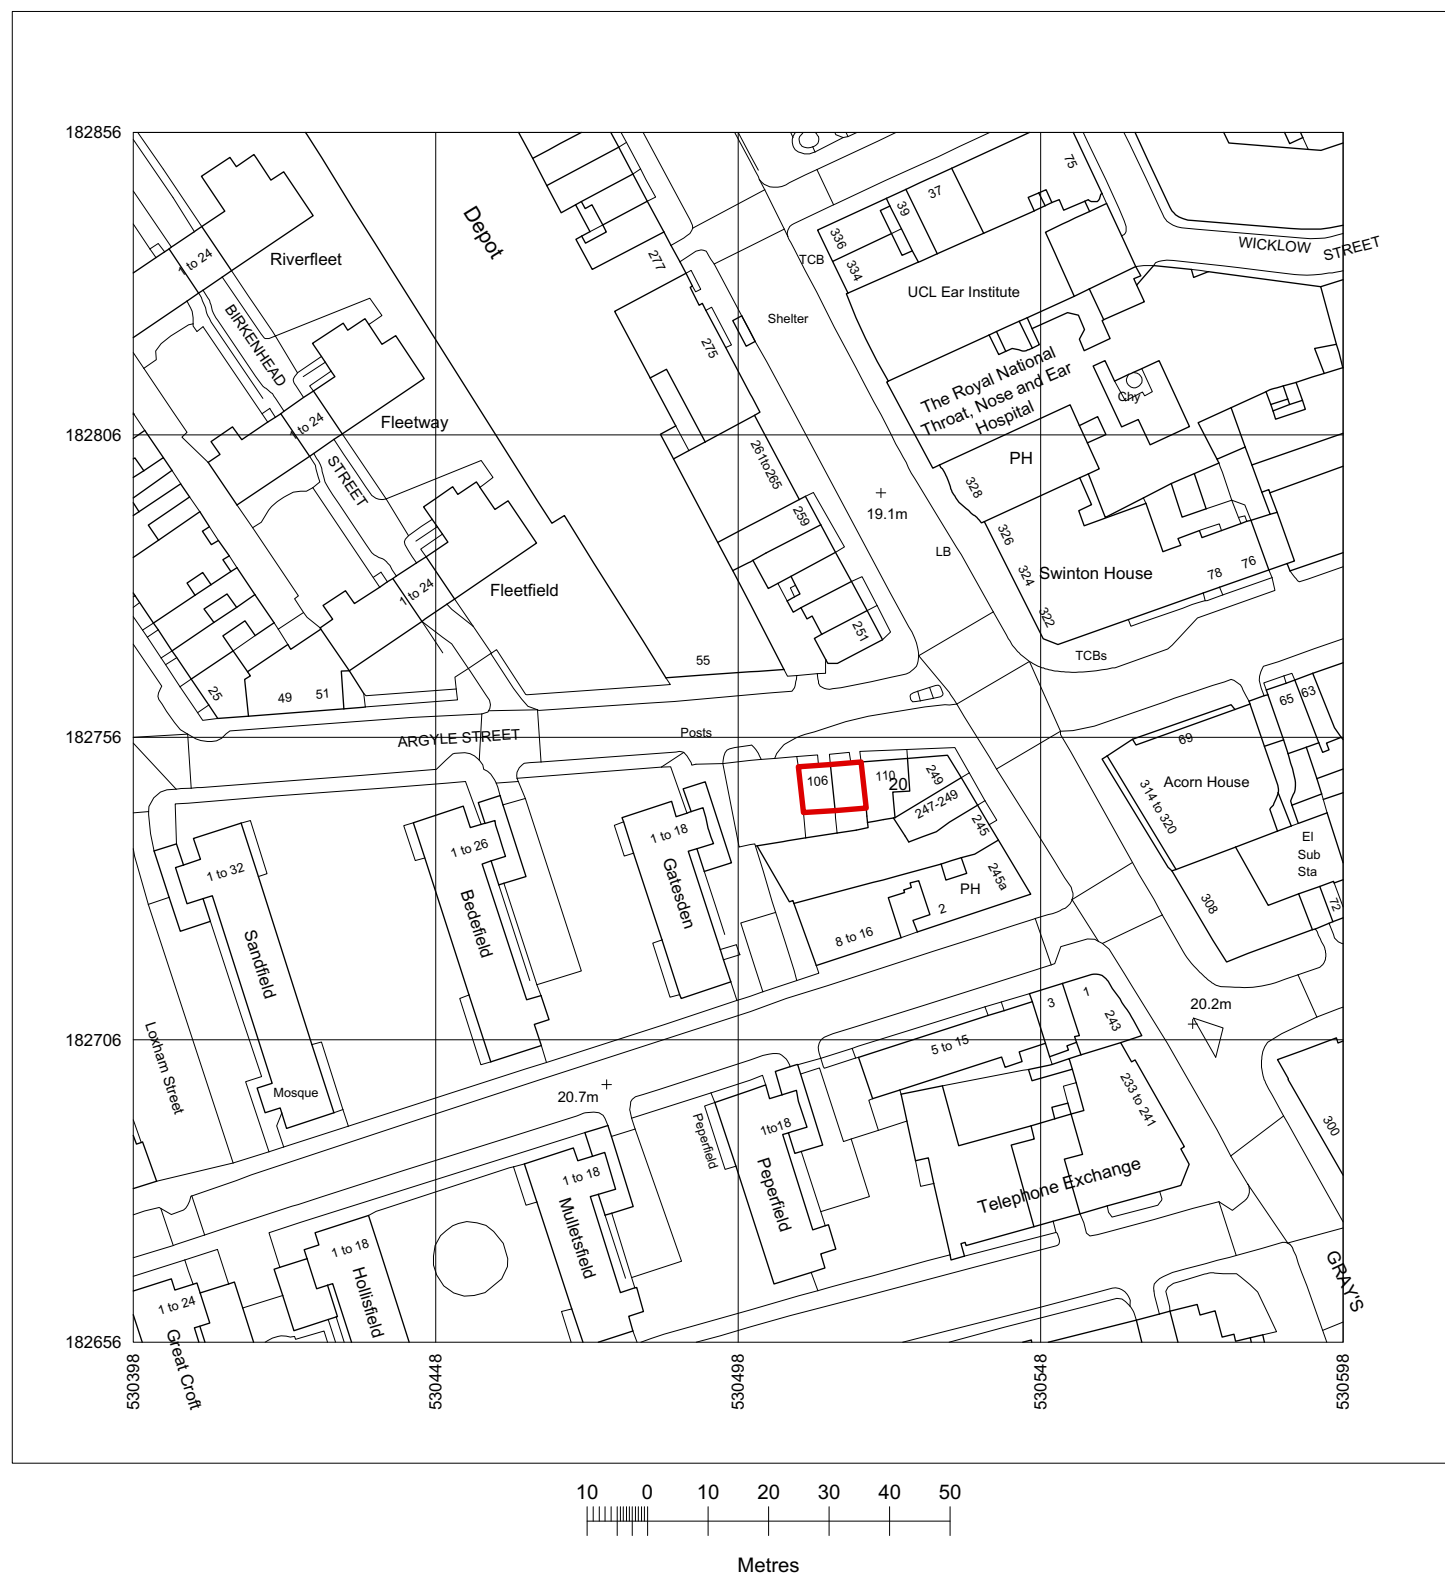 182856
182806
182756
182706
182656
530398
530448
530498
530548
530598
Depot
Riverfleet
1 to 24
BIRKENHEAD
STREET
Fleetway
1 to 24
Fleetfield
1 to 24
25
49
51
55
277
275
261to265
259
251
336
334
39
37
75
TCB
Shelter
UCL Ear Institute
WICKLOW
STREET
The Royal National
Throat, Nose and Ear
Hospital
Chy
PH
328
326
324
322
19.1m
LB
Swinton House
78
76
TCBs
ARGYLE STREET
Posts
106
110
20
249
247-249
245
245a
PH
2
8 to 16
69
65
63
Acorn House
314 to 320
El
Sub
Sta
308
72
1 to 32
Sandfield
Mosque
Loxham Street
1 to 26
Bedefield
1 to 18
Gatesden
20.7m
20.2m
5 to 15
3
1
243
233 to 241
Telephone Exchange
300
Peperfield
1to18
Peperfield
1 to 18
Mulletsfield
1 to 18
Hollisfield
1 to 24
Great Croft
GRAY'S
10 0 10 20 30 40 50
Metres